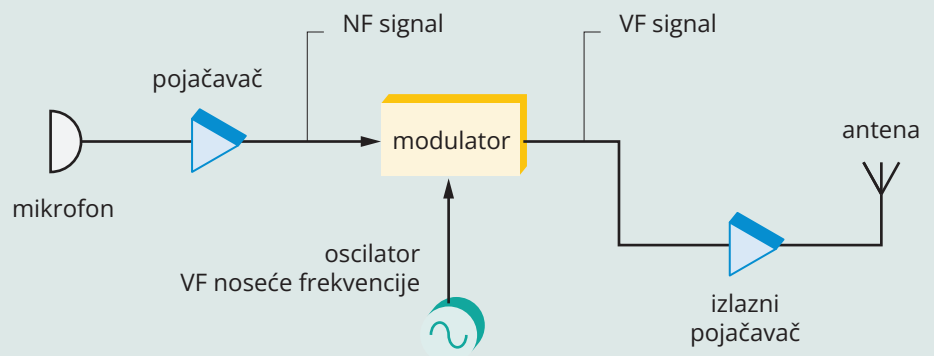 NF signal
VF signal
pojačavač
modulator
antena
mikrofon
oscilator
VF noseće frekvencije
izlazni
pojačavač